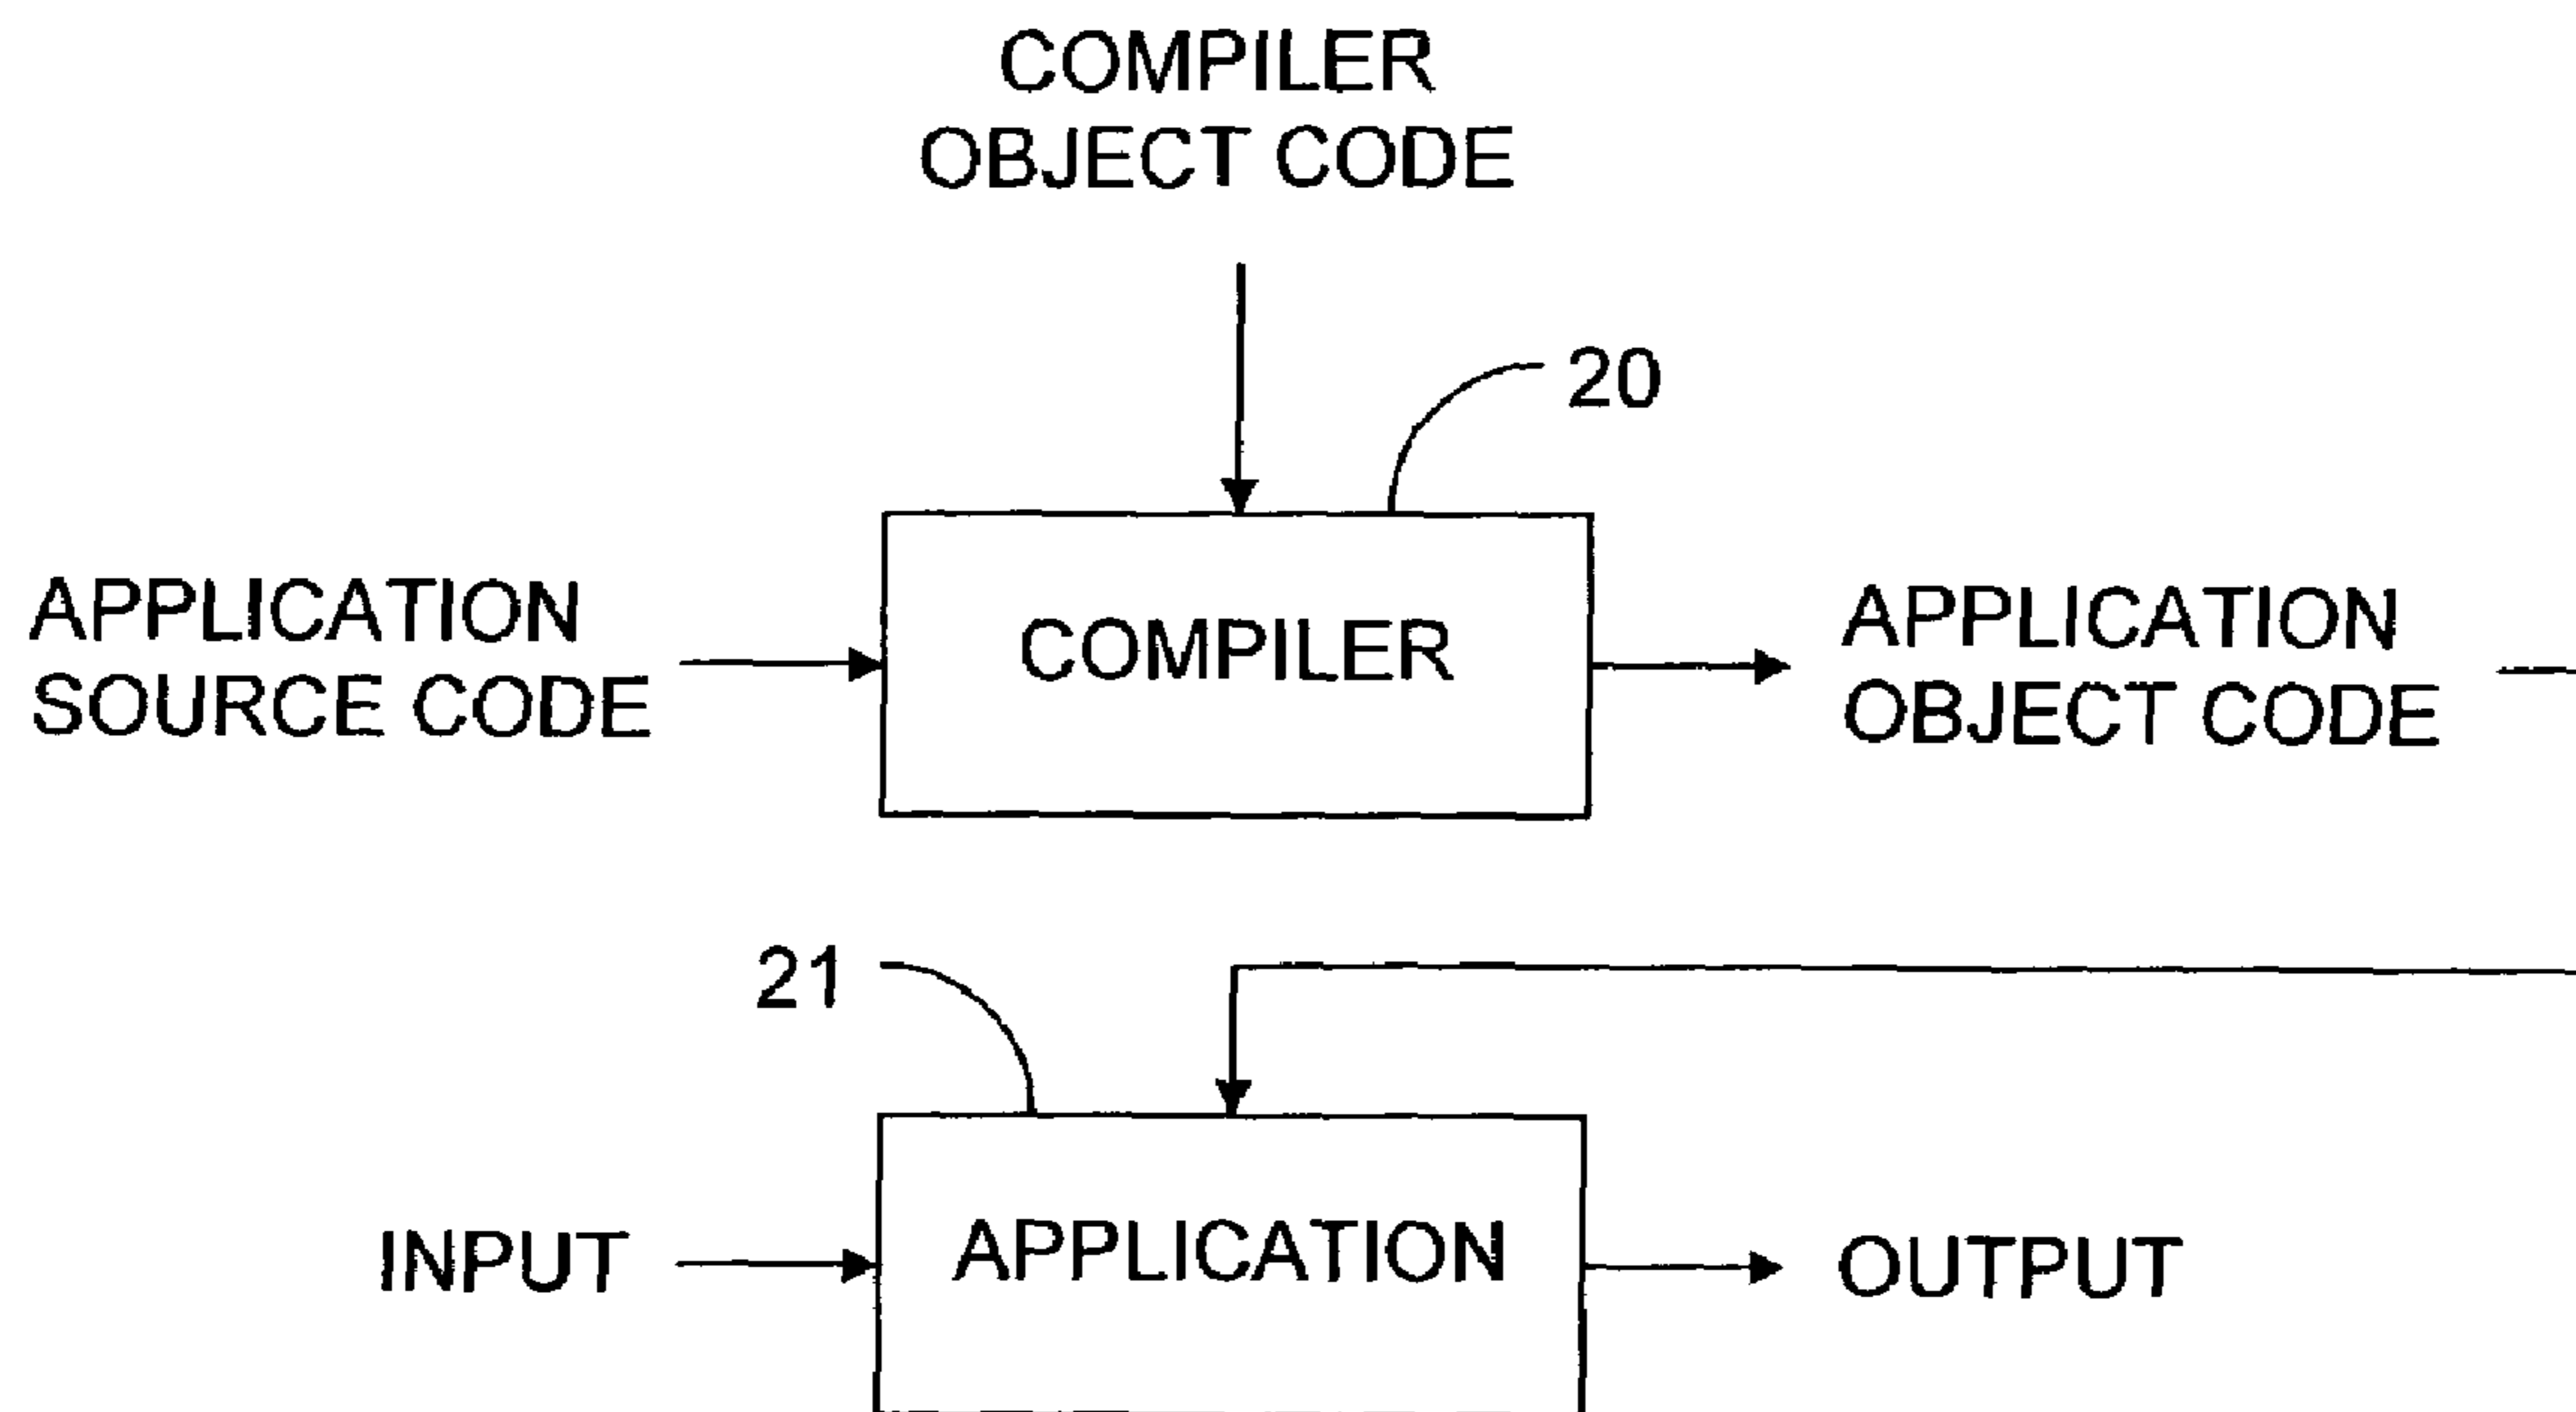 COMPILER
OBJECT CODE
20
APPLICATION
SOURCE CODE
COMPILER
APPLICATION
OBJECT CODE
21
INPUT
APPLICATION
OUTPUT